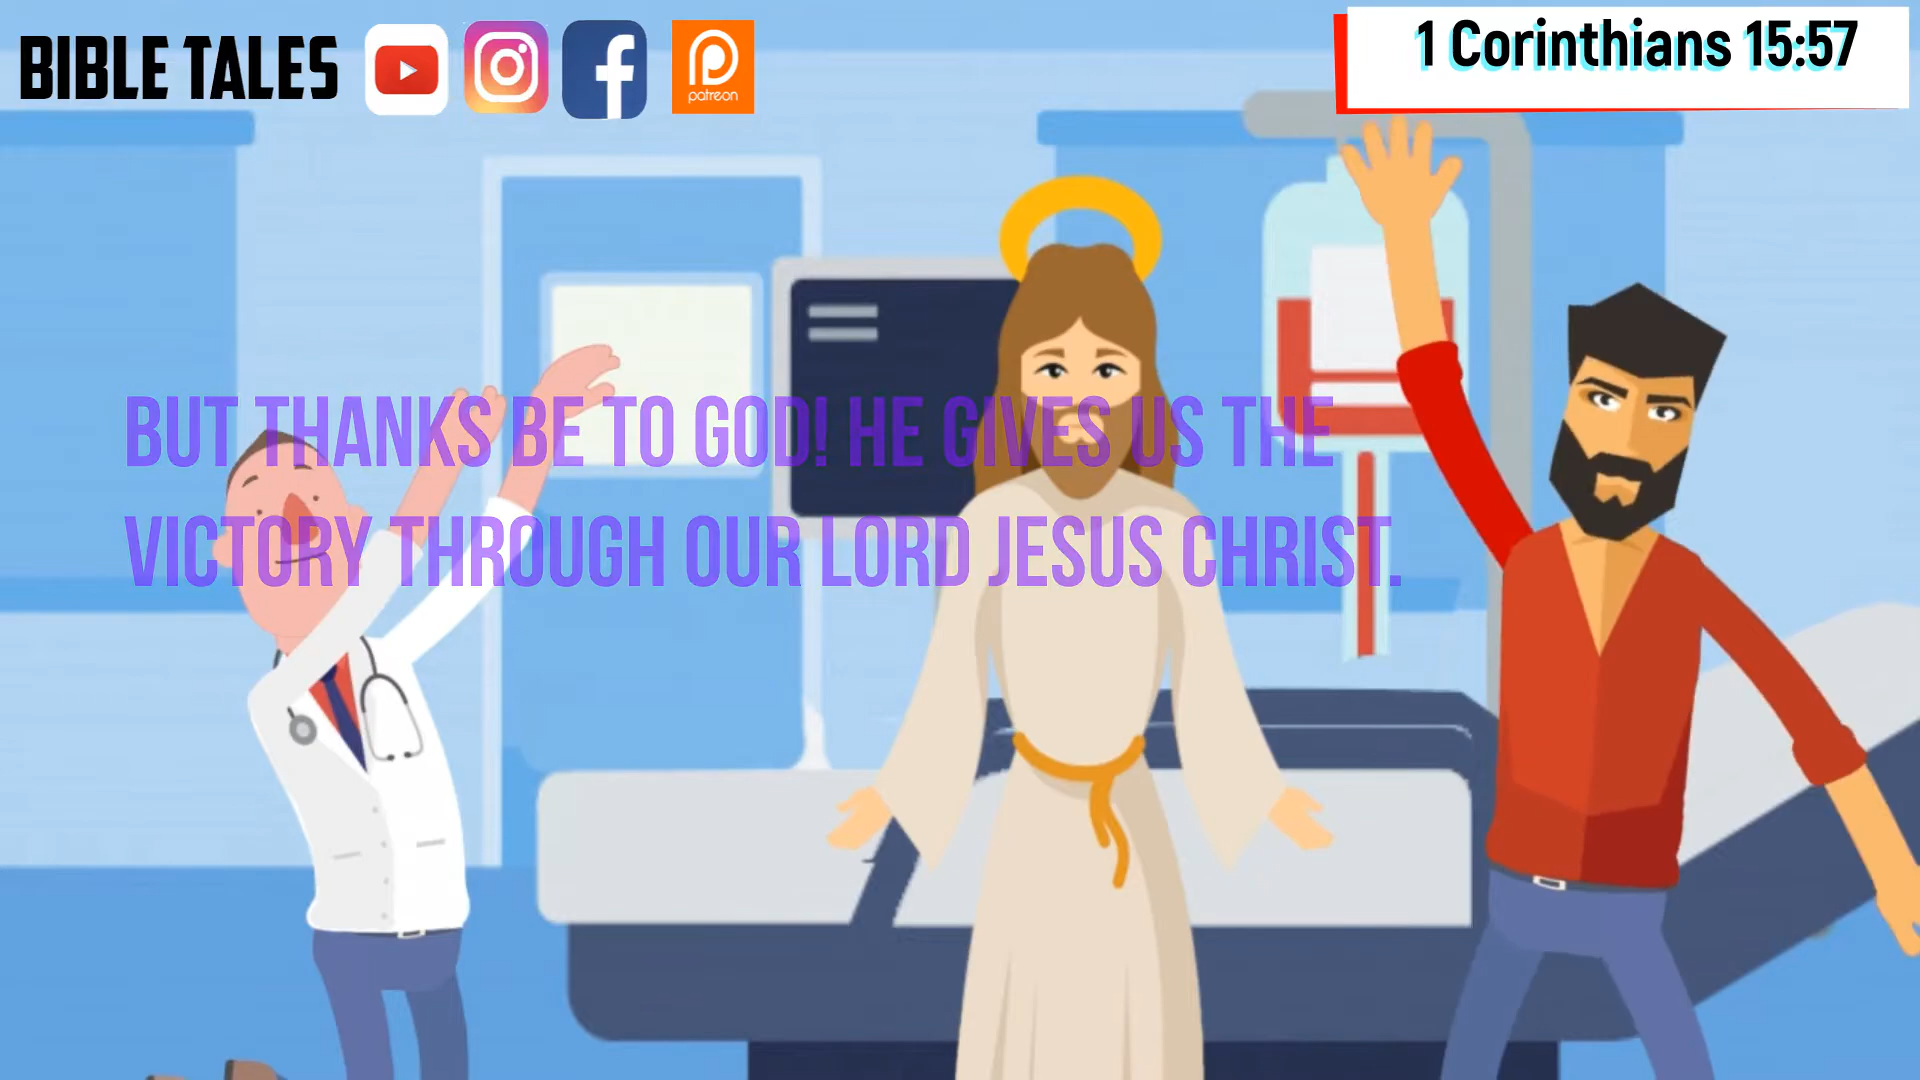 BIBLE TALES
patreon
1 Corinthians 15:57
BUT THANKS BE TO GOD! HE GIVES US THE
VICTORY THROUGH OUR LORD JESUS CHRIST.